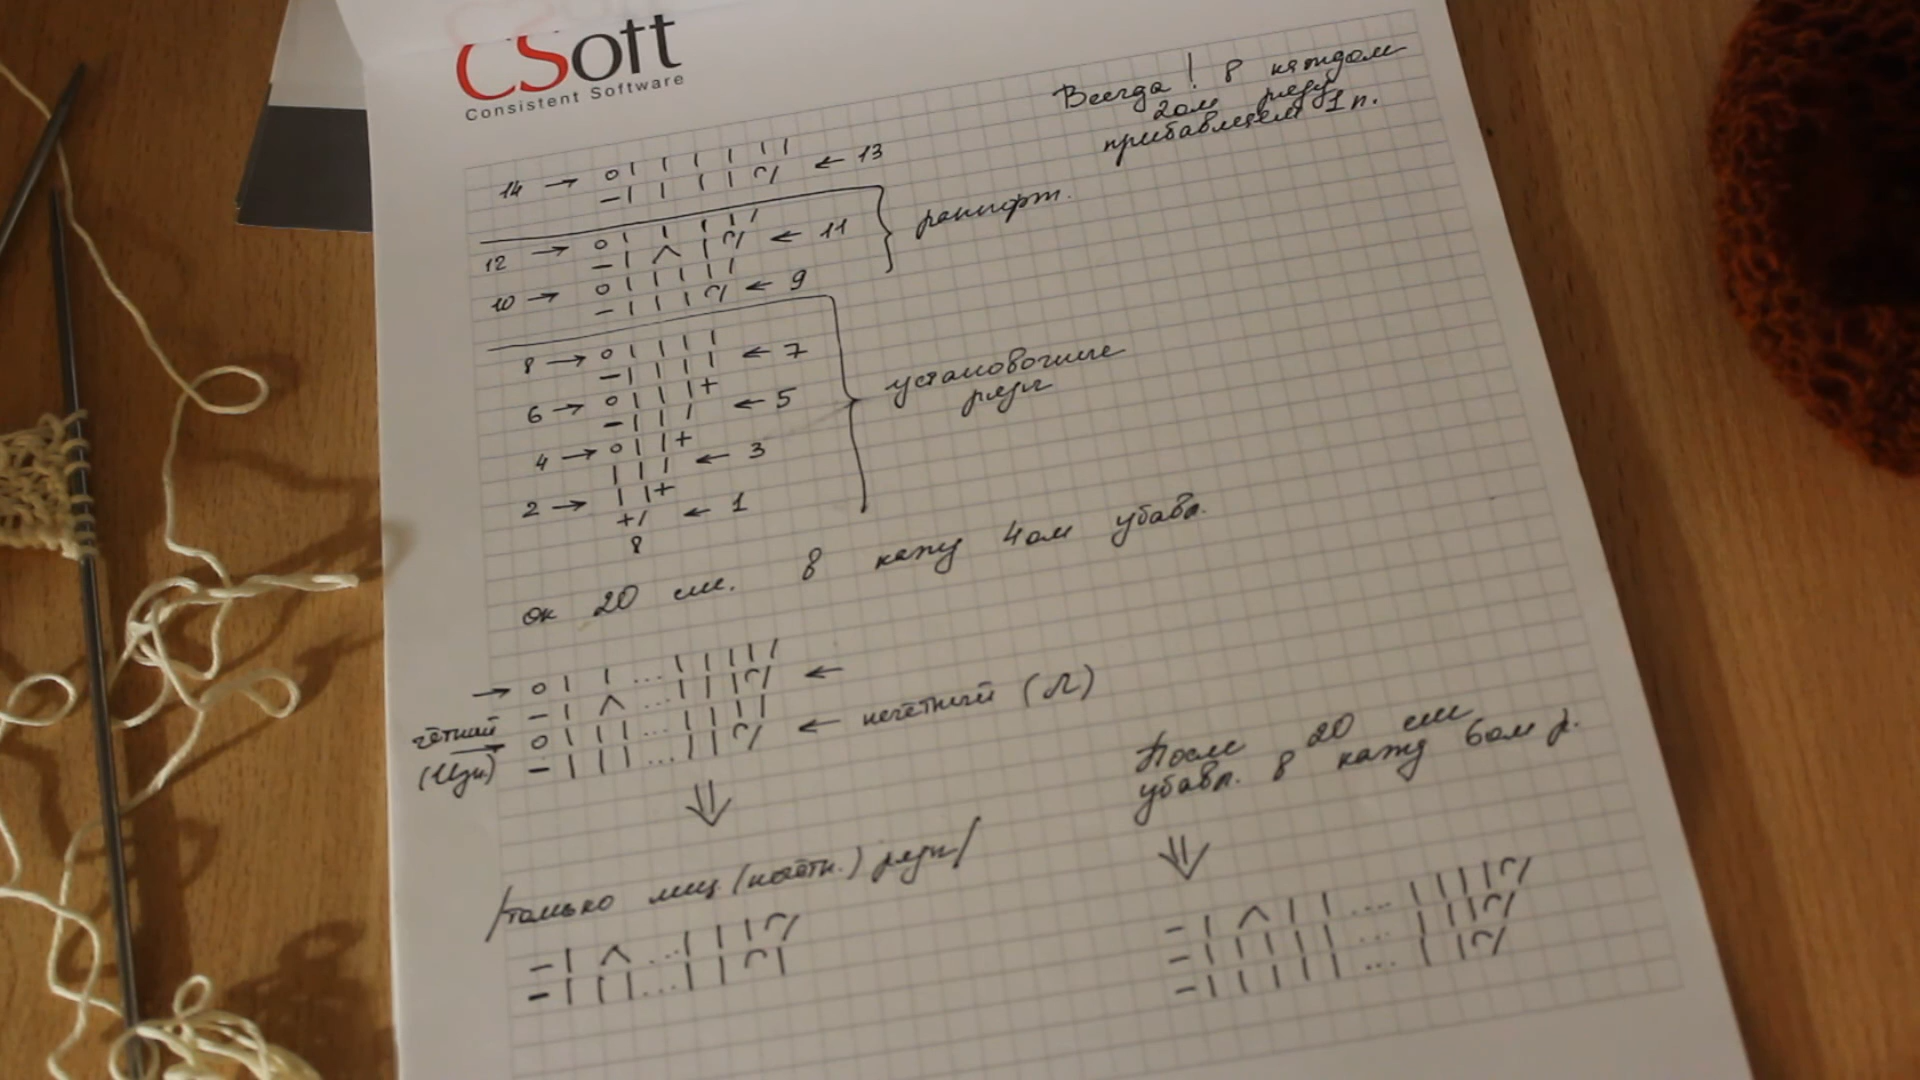 CSoft
Consistent Software
Всегда! В каждом
2ом ряду
прибавляем 1 п.
14 → o | | | | | |
— | | | | ⌒/ ← 13
12 → o | | | | /
— | ∧ | ⌒/ ← 11
раппорт.
10 → o | | | | |
— | | | ⌒/ ← 9
8 → o | | | |
— | | | | ← 7
6 → o | | | +
— | | / ← 5
установочные
ряды
4 → o | | +
| | | ← 3
2 → | | +
+ / ← 1
8
ок 20 см. В кажд 4ом убавл.
→ o | | ... | | | | /
— | ∧ ... | | | ⌒/ ←
чётный
→ o | | | ... | | | |
(Изн.) — | | | ... | | ⌒/ ← нечётный (Л)
⇓
/только лиц (нечётн.) ряды/
— | ∧ ... | | | ⌒/
— | | | ... | | ⌒ |
После 20 см
убавл. в кажд 6ом р.
⇓
— | ∧ | | .... | | | | ⌒/
— | | | | | ... | | | ⌒/
— | | | | | ... | | ⌒/